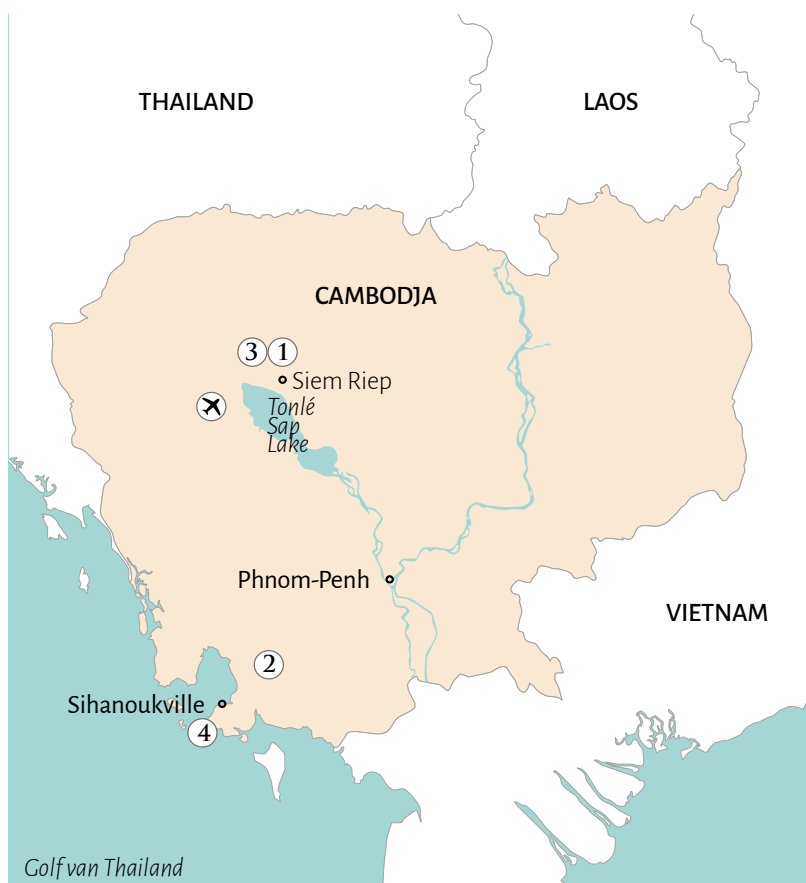 THAILAND
LAOS
CAMBODJA
3
1
Siem Riep
Tonlé
Sap
Lake
Phnom-Penh
VIETNAM
2
Sihanoukville
4
Golf van Thailand